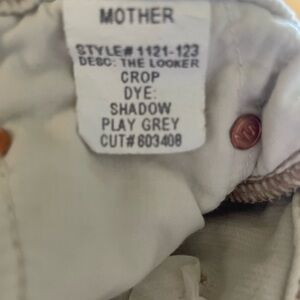 MOTHER
STYLE# 1121-123
DESC: THE LOOKER
CROP
DYE:
SHADOW
PLAY GREY
CUT# 603408